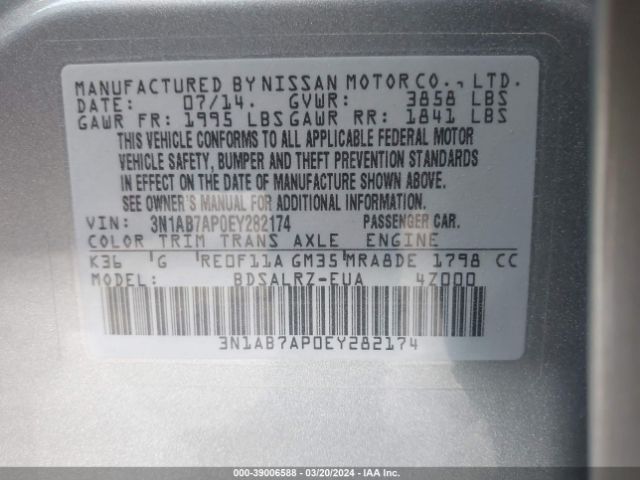 MANUFACTURED BY NISSAN MOTOR CO., LTD.
DATE: 07/14. GVWR: 3858 LBS
GAWR FR: 1995 LBS GAWR RR: 1841 LBS
THIS VEHICLE CONFORMS TO ALL APPLICABLE FEDERAL MOTOR
VEHICLE SAFETY, BUMPER AND THEFT PREVENTION STANDARDS
IN EFFECT ON THE DATE OF MANUFACTURE SHOWN ABOVE.
SEE OWNER'S MANUAL FOR ADDITIONAL INFORMATION.
VIN: 3N1AB7AP0EY282174 PASSENGER CAR.
COLOR TRIM TRANS AXLE ENGINE
K36 G RE0F11A GM35 MRA8DE 1798 CC
MODEL: BDSALRZ-EUA 4Z000
3N1AB7AP0EY282174
000-39006588 — 03/20/2024 — IAA